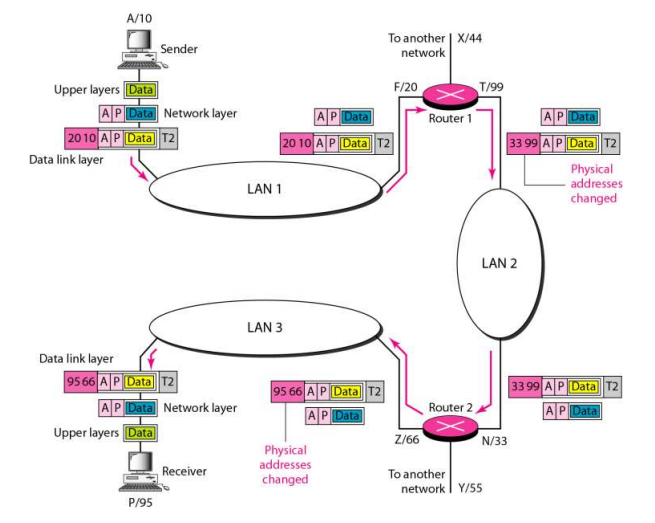 A/10
Sender
Upper layers Data
A P Data Network layer
20 10 A P Data T2
Data link layer
LAN 1
To another
network
X/44
F/20
T/99
Router 1
A P Data
20 10 A P Data T2
A P Data
33 99 A P Data T2
Physical
addresses
changed
LAN 2
LAN 3
Data link layer
95 66 A P Data T2
A P Data Network layer
Upper layers Data
Receiver
P/95
95 66 A P Data T2
A P Data
Physical
addresses
changed
Router 2
Z/66
N/33
To another
network
Y/55
33 99 A P Data T2
A P Data